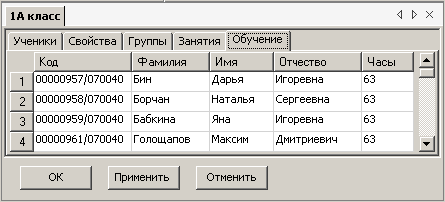 1А класс
Ученики Свойства Группы Занятия Обучение
Код Фамилия Имя Отчество Часы
1 00000957/070040 Бин Дарья Игоревна 63
2 00000958/070040 Борчан Наталья Сергеевна 63
3 00000959/070040 Бабкина Яна Игоревна 63
4 00000961/070040 Голощапов Максим Дмитриевич 63
ОК Применить Отменить